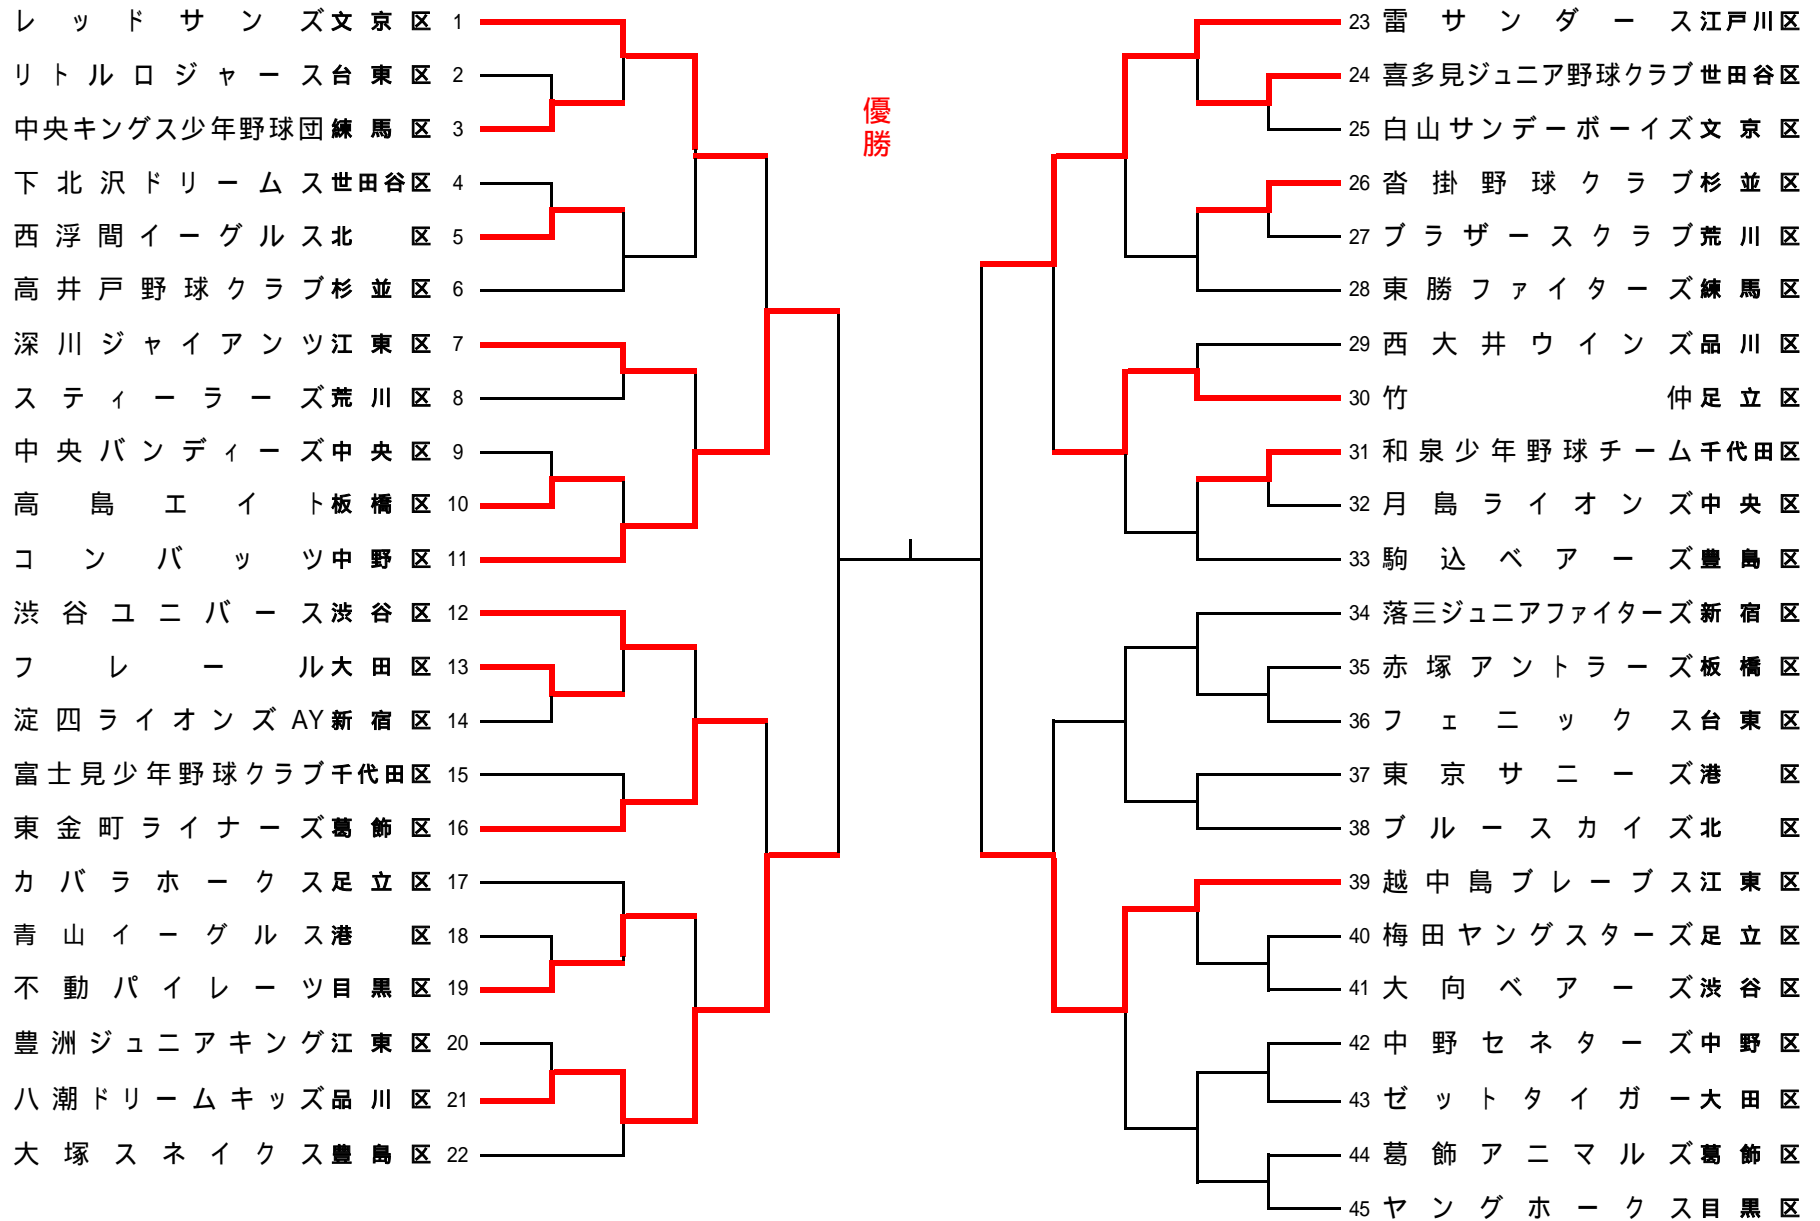 レッドサンズ 文京区 1
リトルロジャース 台東区 2
中央キングス少年野球団 練馬区 3
下北沢ドリームス 世田谷区 4
西浮間イーグルス 北区 5
高井戸野球クラブ 杉並区 6
深川ジャイアンツ 江東区 7
スティーラーズ 荒川区 8
中央バンディーズ 中央区 9
高島エイト 板橋区 10
コンバッツ 中野区 11
渋谷ユニバース 渋谷区 12
フレール 大田区 13
淀四ライオンズAY 新宿区 14
富士見少年野球クラブ 千代田区 15
東金町ライナーズ 葛飾区 16
カバラホークス 足立区 17
青山イーグルス 港区 18
不動パイレーツ 目黒区 19
豊洲ジュニアキング 江東区 20
八潮ドリームキッズ 品川区 21
大塚スネイクス 豊島区 22
優
勝
23 雷サンダース 江戸川区
24 喜多見ジュニア野球クラブ 世田谷区
25 白山サンデーボーイズ 文京区
26 沓掛野球クラブ 杉並区
27 ブラザースクラブ 荒川区
28 東勝ファイターズ 練馬区
29 西大井ウインズ 品川区
30 竹仲 足立区
31 和泉少年野球チーム 千代田区
32 月島ライオンズ 中央区
33 駒込ベアーズ 豊島区
34 落三ジュニアファイターズ 新宿区
35 赤塚アントラーズ 板橋区
36 フェニックス 台東区
37 東京サニーズ 港区
38 ブルースカイズ 北区
39 越中島ブレーブス 江東区
40 梅田ヤングスターズ 足立区
41 大向ベアーズ 渋谷区
42 中野セネターズ 中野区
43 ゼットタイガー 大田区
44 葛飾アニマルズ 葛飾区
45 ヤングホークス 目黒区